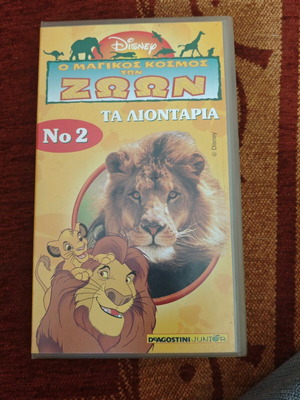 Disney
Ο ΜΑΓΙΚΟΣ ΚΟΣΜΟΣ
ΤΩΝ
ΖΩΩΝ
ΤΑ ΛΙΟΝΤΑΡΙΑ
Νο 2
© Disney
DEAGOSTINI JUNIOR